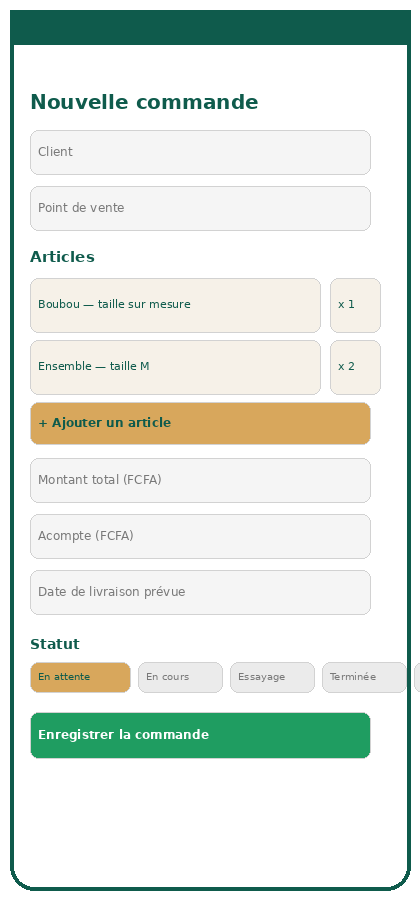 Nouvelle commande
Client
Point de vente
Articles
Boubou — taille sur mesure
x 1
Ensemble — taille M
x 2
+ Ajouter un article
Montant total (FCFA)
Acompte (FCFA)
Date de livraison prévue
Statut
En attente
En cours
Essayage
Terminée
Enregistrer la commande